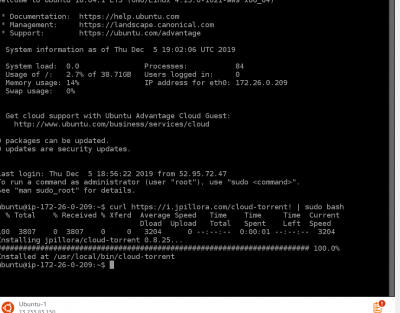 Welcome to Ubuntu 18.04.1 LTS (GNU/Linux 4.15.0-1021-aws x86_64)
* Documentation: https://help.ubuntu.com
* Management: https://landscape.canonical.com
* Support: https://ubuntu.com/advantage
System information as of Thu Dec 5 19:02:06 UTC 2019
System load: 0.0 Processes: 84
Usage of /: 2.7% of 38.71GB Users logged in: 0
Memory usage: 14% IP address for eth0: 172.26.0.209
Swap usage: 0%
Get cloud support with Ubuntu Advantage Cloud Guest:
http://www.ubuntu.com/business/services/cloud
0 packages can be updated.
0 updates are security updates.
Last login: Thu Dec 5 18:56:22 2019 from 52.95.72.47
To run a command as administrator (user "root"), use "sudo <command>".
See "man sudo_root" for details.
ubuntu@ip-172-26-0-209:~$ curl https://i.jpillora.com/cloud-torrent! | sudo bash
% Total % Received % Xferd Average Speed Time Time Time Current
Dload Upload Total Spent Left Speed
100 3807 0 3807 0 0 3204 0 --:--:-- 0:00:01 --:--:-- 3204
Installing jpillora/cloud-torrent 0.8.25...
######################################################################## 100.0%
Installed at /usr/local/bin/cloud-torrent
ubuntu@ip-172-26-0-209:~$
Ubuntu-1